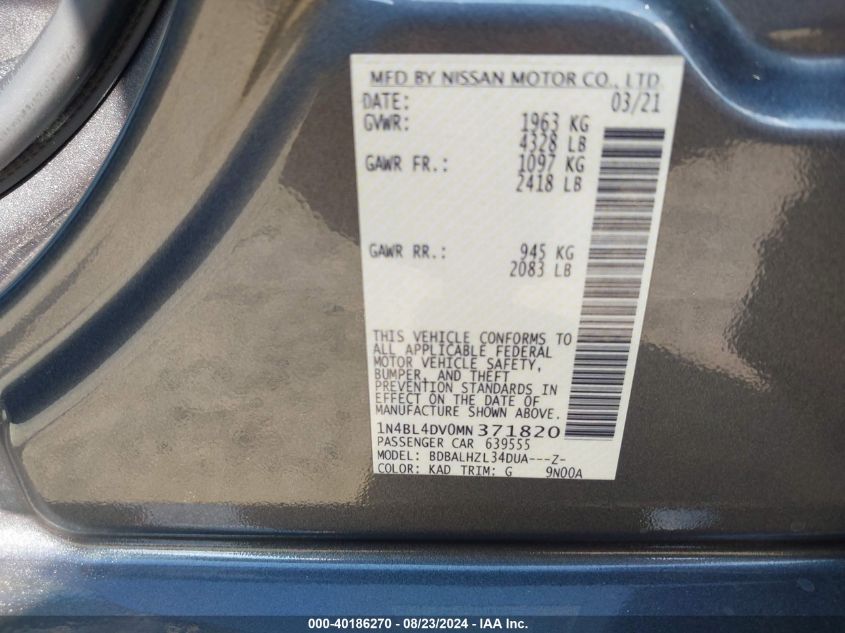 MFD BY NISSAN MOTOR CO., LTD.
DATE: 03/21
GVWR: 1963 KG
4328 LB
GAWR FR.: 1097 KG
2418 LB
GAWR RR.: 945 KG
2083 LB
THIS VEHICLE CONFORMS TO
ALL APPLICABLE FEDERAL
MOTOR VEHICLE SAFETY,
BUMPER, AND THEFT
PREVENTION STANDARDS IN
EFFECT ON THE DATE OF
MANUFACTURE SHOWN ABOVE.
1N4BL4DV0MN371820
PASSENGER CAR 639555
MODEL: BDBALHZL34DUA---Z-
COLOR: KAD TRIM: G 9N00A
000-40186270 - 08/23/2024 - IAA Inc.